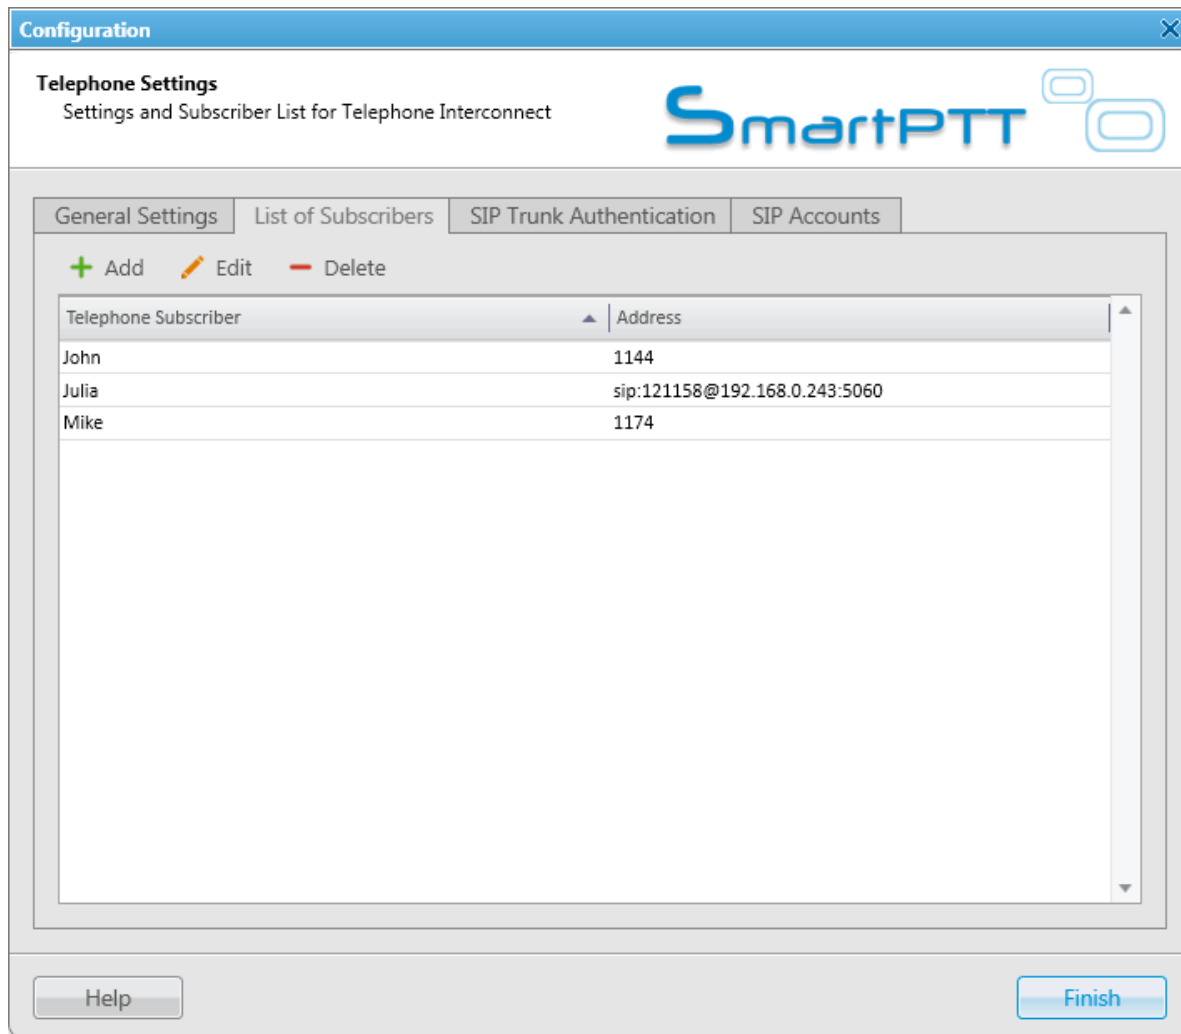 Configuration
Telephone Settings
Settings and Subscriber List for Telephone Interconnect
SmartPTT
General Settings List of Subscribers SIP Trunk Authentication SIP Accounts
Add Edit Delete
Telephone Subscriber Address
John 1144
Julia sip:121158@192.168.0.243:5060
Mike 1174
Help Finish